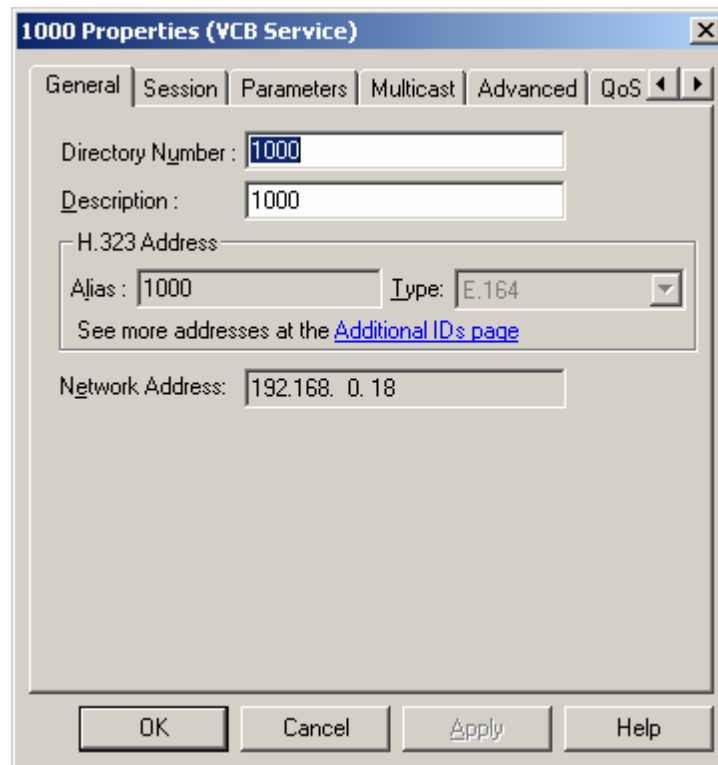 1000 Properties (VCB Service)
General Session Parameters Multicast Advanced QoS
Directory Number : 1000
Description : 1000
H.323 Address
Alias : 1000 Type: E.164
See more addresses at the Additional IDs page
Network Address: 192.168. 0. 18
OK Cancel Apply Help